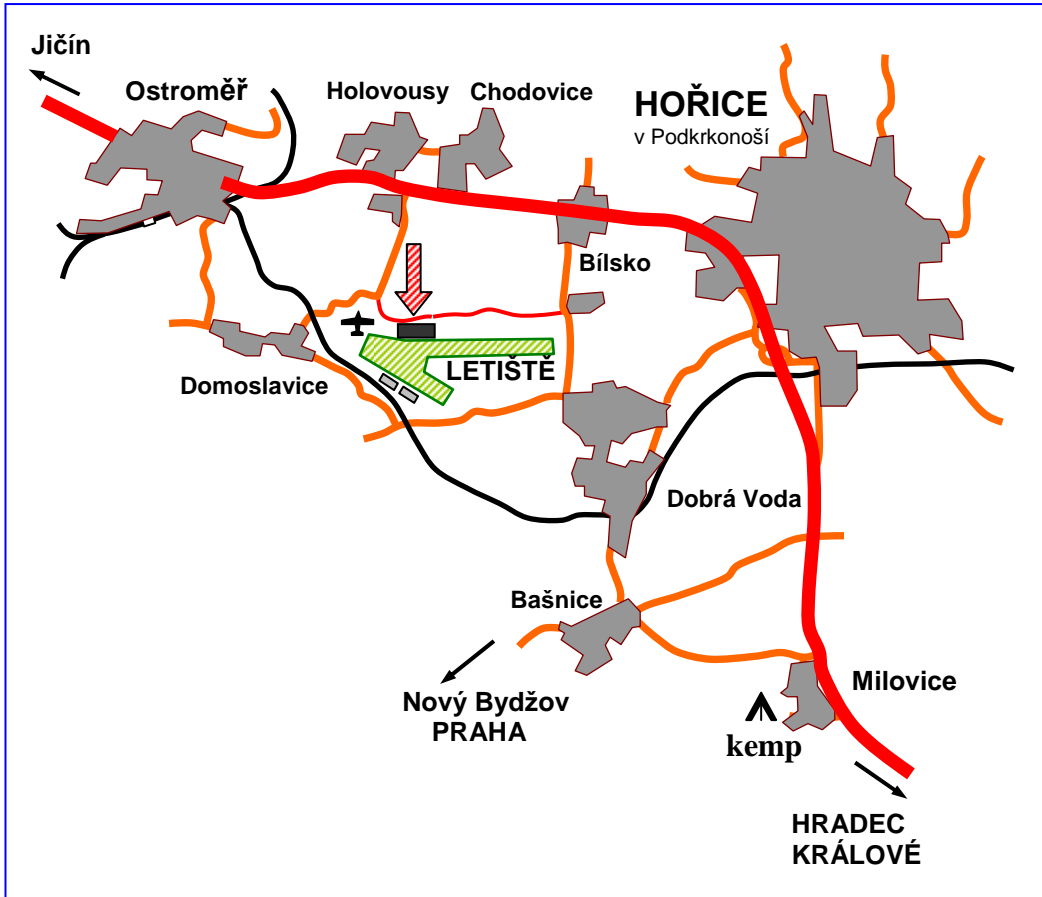 Jičín
Ostroměř
Holovousy
Chodovice
HOŘICE
v Podkrkonoší
Bílsko
LETIŠTĚ
Domoslavice
Dobrá Voda
Bašnice
Milovice
Nový Bydžov
PRAHA
kemp
HRADEC
KRÁLOVÉ